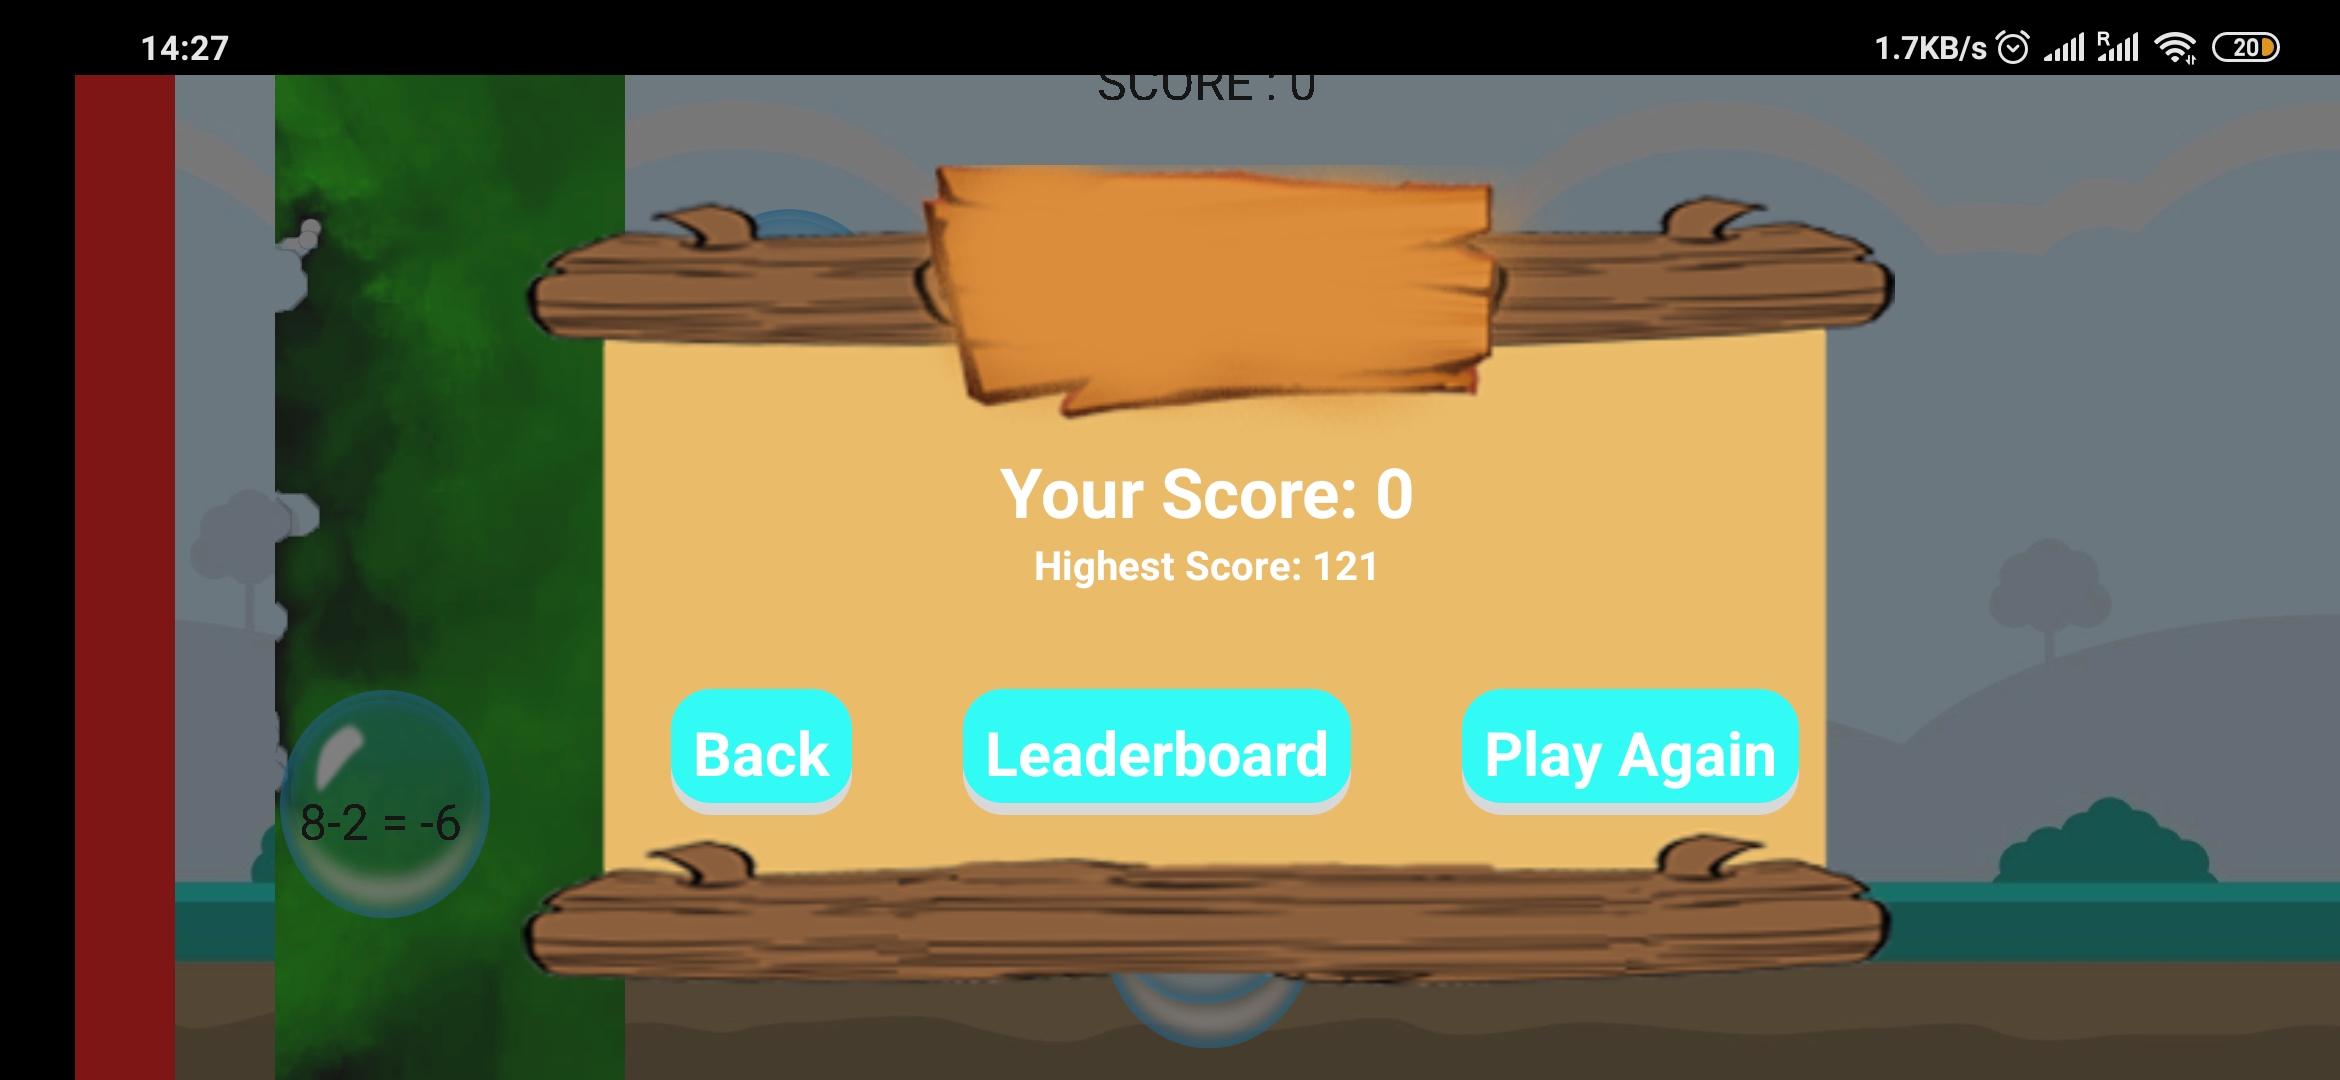 14:27
1.7KB/s R 20
SCORE : 0
Your Score: 0
Highest Score: 121
Back
Leaderboard
Play Again
8-2 = -6